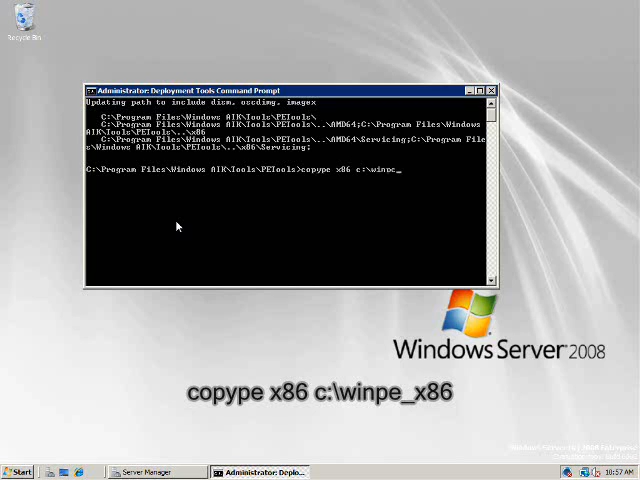 Recycle Bin
Administrator: Deployment Tools Command Prompt
Updating path to include dism, oscdimg, imagex
C:\Program Files\Windows AIK\Tools\PETools\
C:\Program Files\Windows AIK\Tools\PETools\..\AMD64;C:\Program Files\Windows
AIK\Tools\PETools\..\x86
C:\Program Files\Windows AIK\Tools\PETools\..\AMD64\Servicing;C:\Program File
s\Windows AIK\Tools\PETools\..\x86\Servicing;
C:\Program Files\Windows AIK\Tools\PETools>copype x86 c:\winpe_
Windows Server 2008
copype x86 c:\winpe_x86
Start
Server Manager
Administrator: Deplo...
10:57 AM